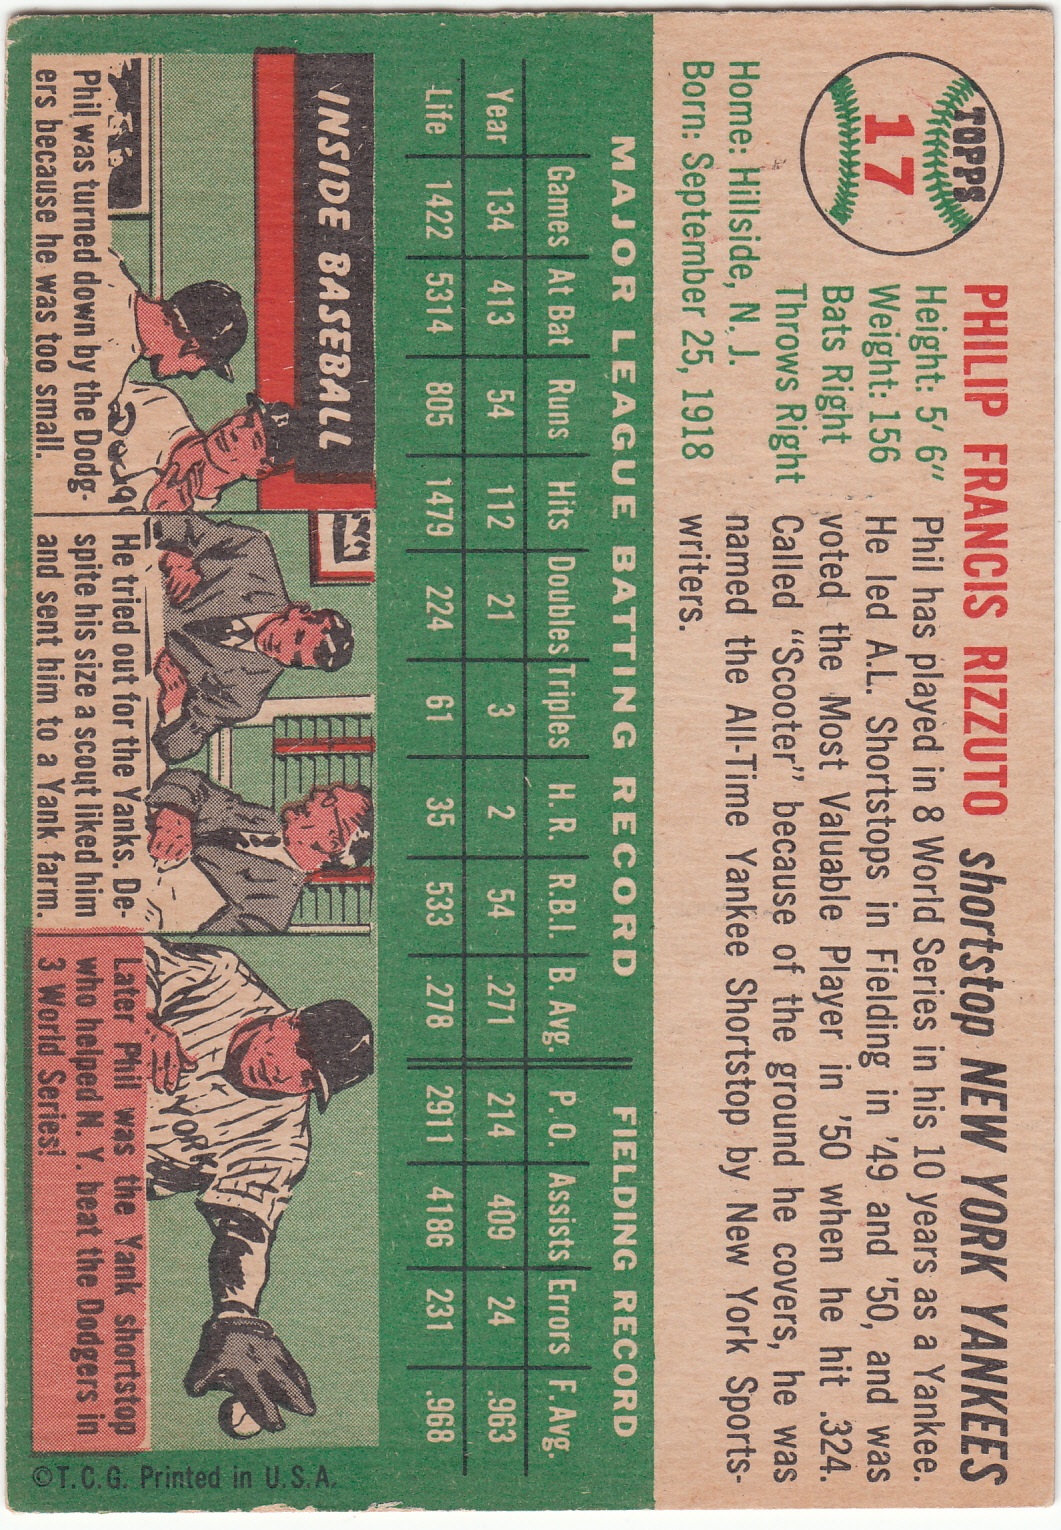 TOPPS
17
PHILIP FRANCIS RIZZUTO shortstop NEW YORK YANKEES
Height: 5' 6"
Weight: 156
Bats Right
Throws Right
Home: Hillside, N. J.
Born: September 25, 1918
Phil has played in 8 World Series in his 10 years as a Yankee.
He led A.L. Shortstops in Fielding in '49 and '50, and was
voted the Most Valuable Player in '50 when he hit .324.
Called "Scooter" because of the ground he covers, he was
named the All-Time Yankee Shortstop by New York Sports-
writers.
MAJOR LEAGUE BATTING RECORD FIELDING RECORD
Games At Bat Runs Hits Doubles Triples H. R. R.B.I. B. Avg. P.O. Assists Errors F. Avg.
Year 134 413 54 112 21 3 2 54 .271 214 409 24 .963
Life 1422 5314 805 1479 224 61 35 533 .278 2911 4186 231 .968
INSIDE BASEBALL
Dodg
Phil was turned down by the Dodg-
ers because he was too small.
He tried out for the Yanks. De-
spite his size a scout liked him
and sent him to a Yank farm.
YORK
Later Phil was the Yank shortstop
who helped N. Y. beat the Dodgers in
3 World Series!
©T.C.G. Printed in U.S.A.